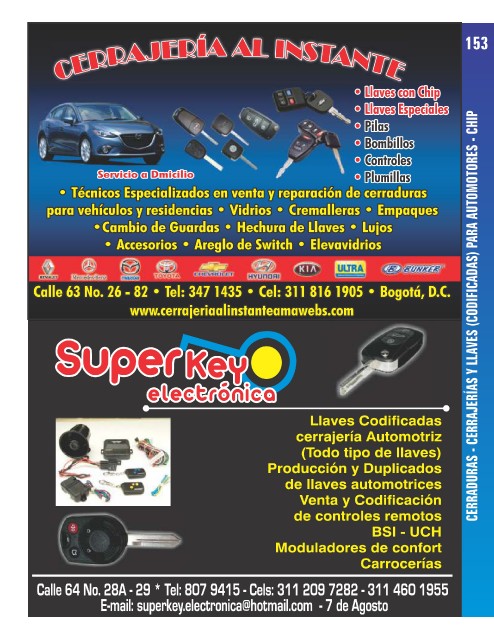 153
CERRADURAS - CERRAJERÍAS Y LLAVES (CODIFICADAS) PARA AUTOMOTORES - CHIP
CERRAJERÍA AL INSTANTE
• Llaves con Chip
• Llaves Especiales
• Pilas
• Bombillos
• Controles
• Plumillas
Servicio a Dmicilio
• Técnicos Especializados en venta y reparación de cerraduras
para vehículos y residencias • Vidrios • Cremalleras • Empaques
•Cambio de Guardas • Hechura de Llaves • Lujos
• Accesorios • Areglo de Switch • Elevavidrios
TOYOTA CHEVROLET HYUNDAI KIA ULTRA BUNKER
Calle 63 No. 26 – 82 • Tel: 347 1435 • Cel: 311 816 1905 • Bogotá, D.C.
www.cerrajeriaalinstanteamawebs.com
Super Key
electrónica
Llaves Codificadas
cerrajería Automotriz
(Todo tipo de llaves)
Producción y Duplicados
de llaves automotrices
Venta y Codificación
de controles remotos
BSI - UCH
Moduladores de confort
Carrocerías
Calle 64 No. 28A - 29 * Tel: 807 9415 - Cels: 311 209 7282 - 311 460 1955
E-mail: superkey.electronica@hotmail.com - 7 de Agosto